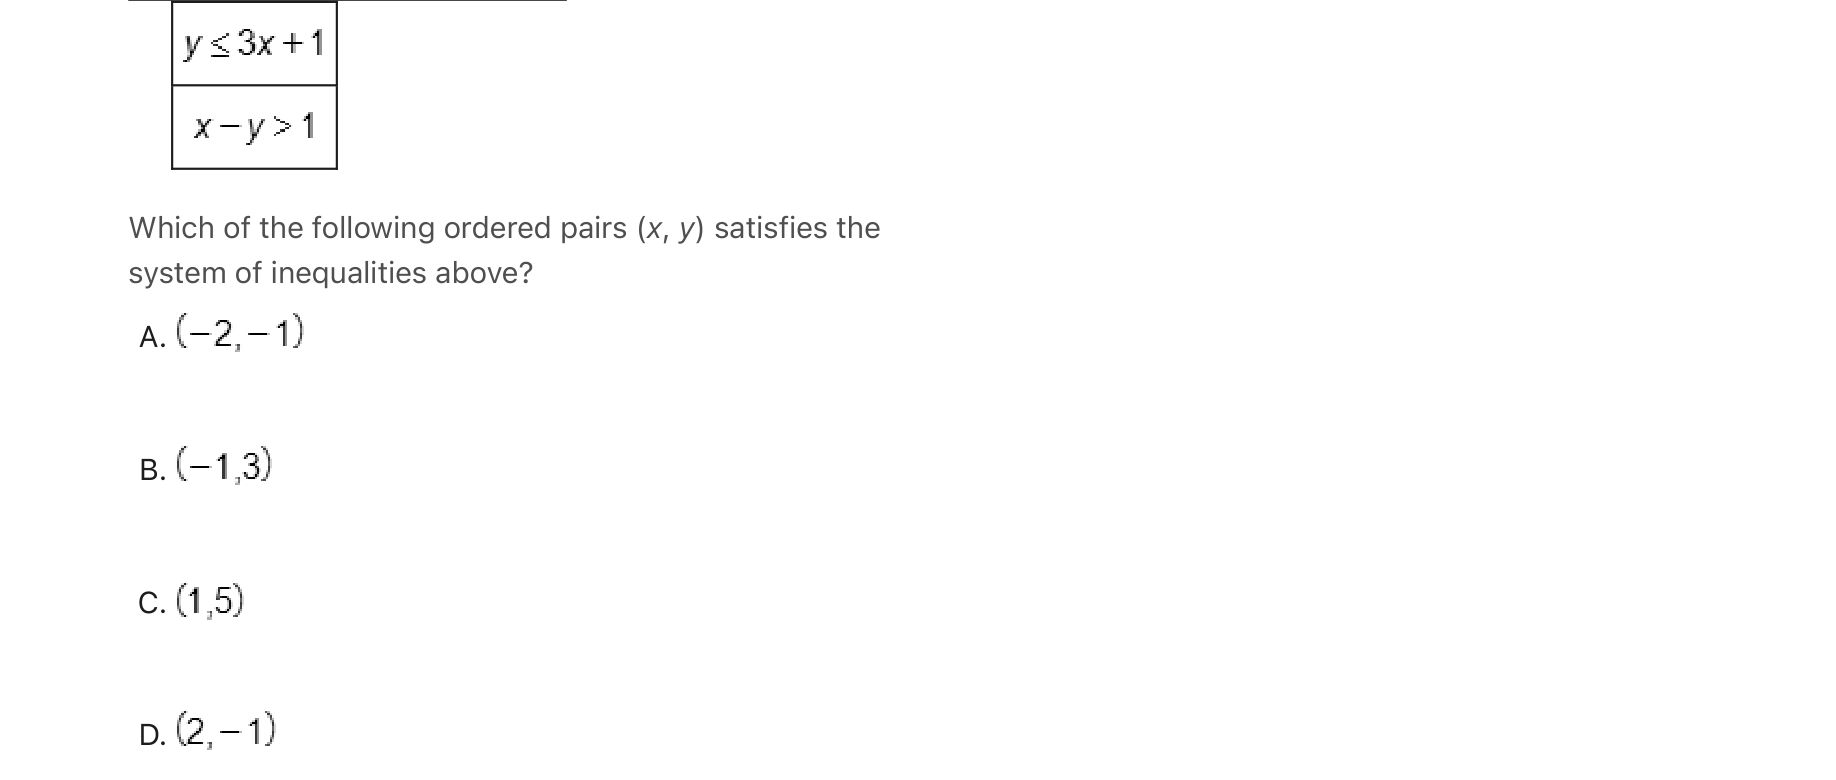 y ≤ 3x + 1
x − y > 1
Which of the following ordered pairs (x, y) satisfies the
system of inequalities above?
A. (−2, −1)
B. (−1,3)
C. (1,5)
D. (2, −1)